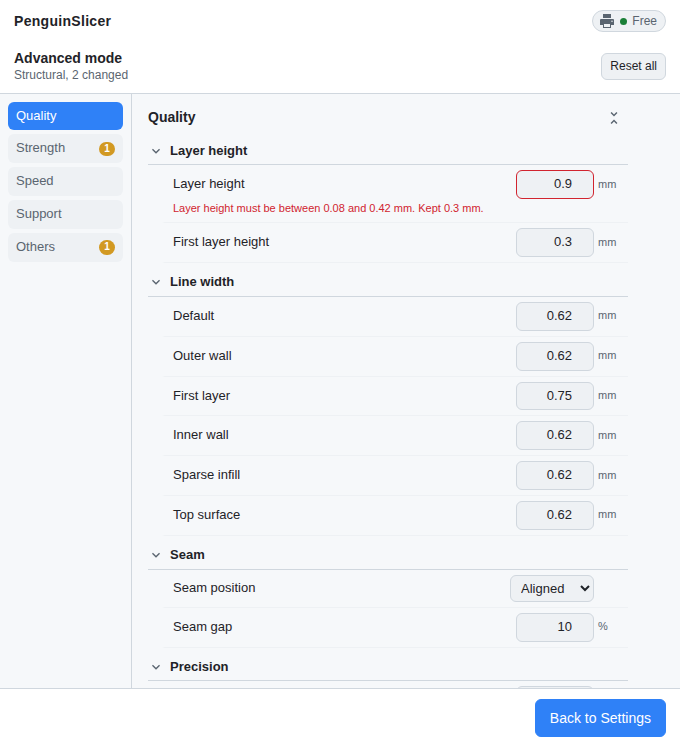 PenguinSlicer
Free
Advanced mode
Structural, 2 changed
Reset all
Quality
Strength 1
Speed
Support
Others 1
Quality
Layer height
Layer height 0.9 mm
Layer height must be between 0.08 and 0.42 mm. Kept 0.3 mm.
First layer height 0.3 mm
Line width
Default 0.62 mm
Outer wall 0.62 mm
First layer 0.75 mm
Inner wall 0.62 mm
Sparse infill 0.62 mm
Top surface 0.62 mm
Seam
Seam position Aligned
Seam gap 10 %
Precision
Back to Settings